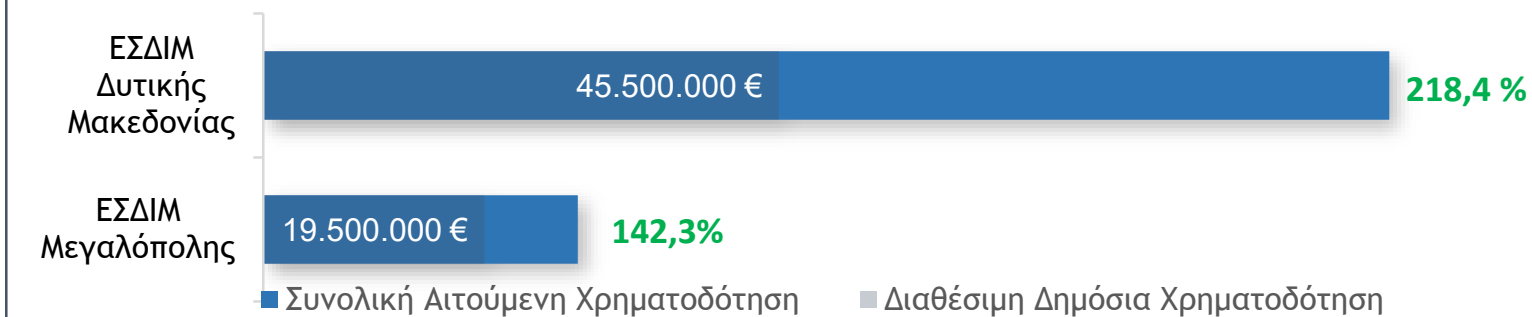 ΕΣΔΙΜ
Δυτικής
Μακεδονίας
45.500.000 €
218,4 %
ΕΣΔΙΜ
Μεγαλόπολης
19.500.000 €
142,3%
Συνολική Αιτούμενη Χρηματοδότηση
Διαθέσιμη Δημόσια Χρηματοδότηση